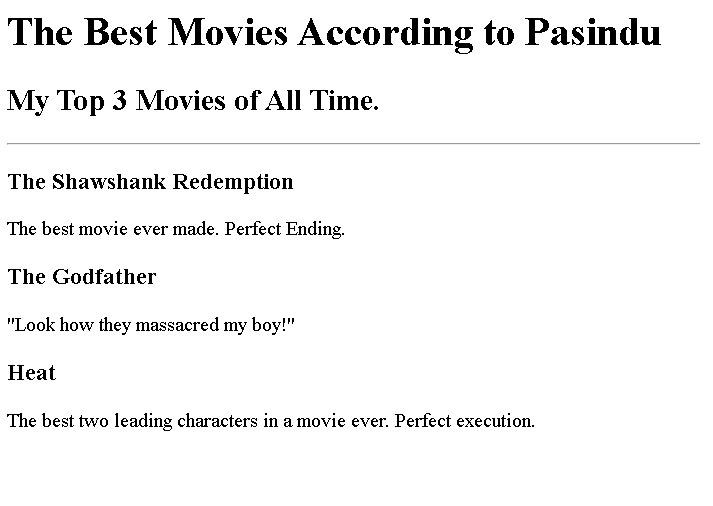 The Best Movies According to Pasindu
My Top 3 Movies of All Time.
The Shawshank Redemption
The best movie ever made. Perfect Ending.
The Godfather
"Look how they massacred my boy!"
Heat
The best two leading characters in a movie ever. Perfect execution.